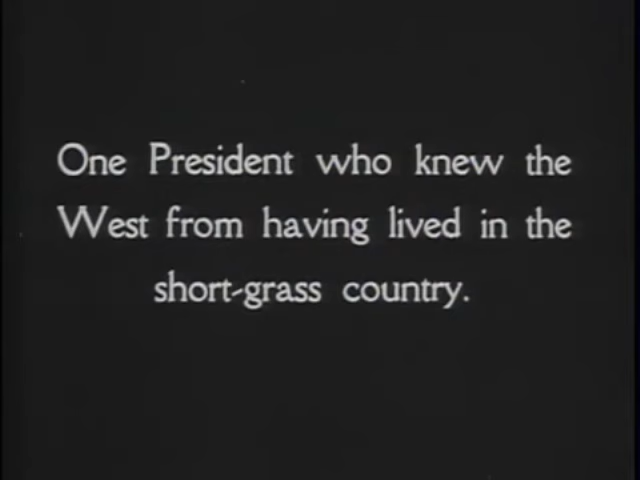 One President who knew the
West from having lived in the
short-grass country.